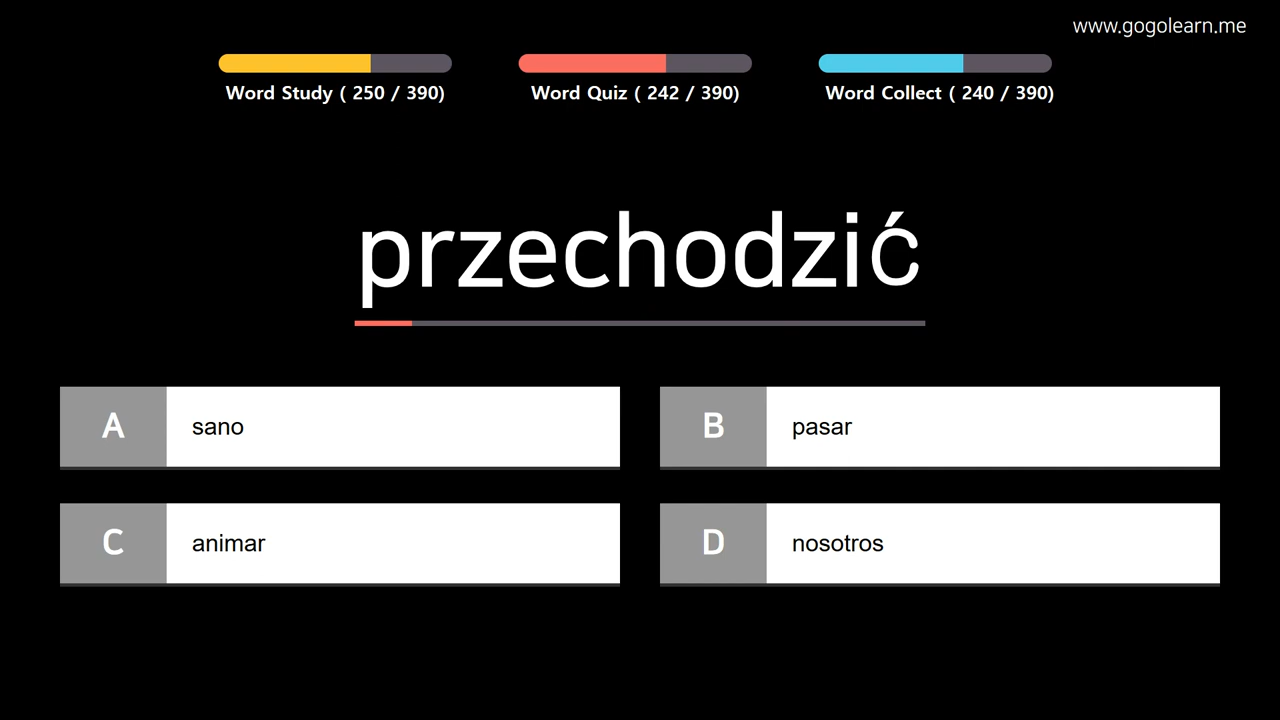 www.gogolearn.me
Word Study ( 250 / 390)
Word Quiz ( 242 / 390)
Word Collect ( 240 / 390)
przechodzić
A sano
B pasar
C animar
D nosotros